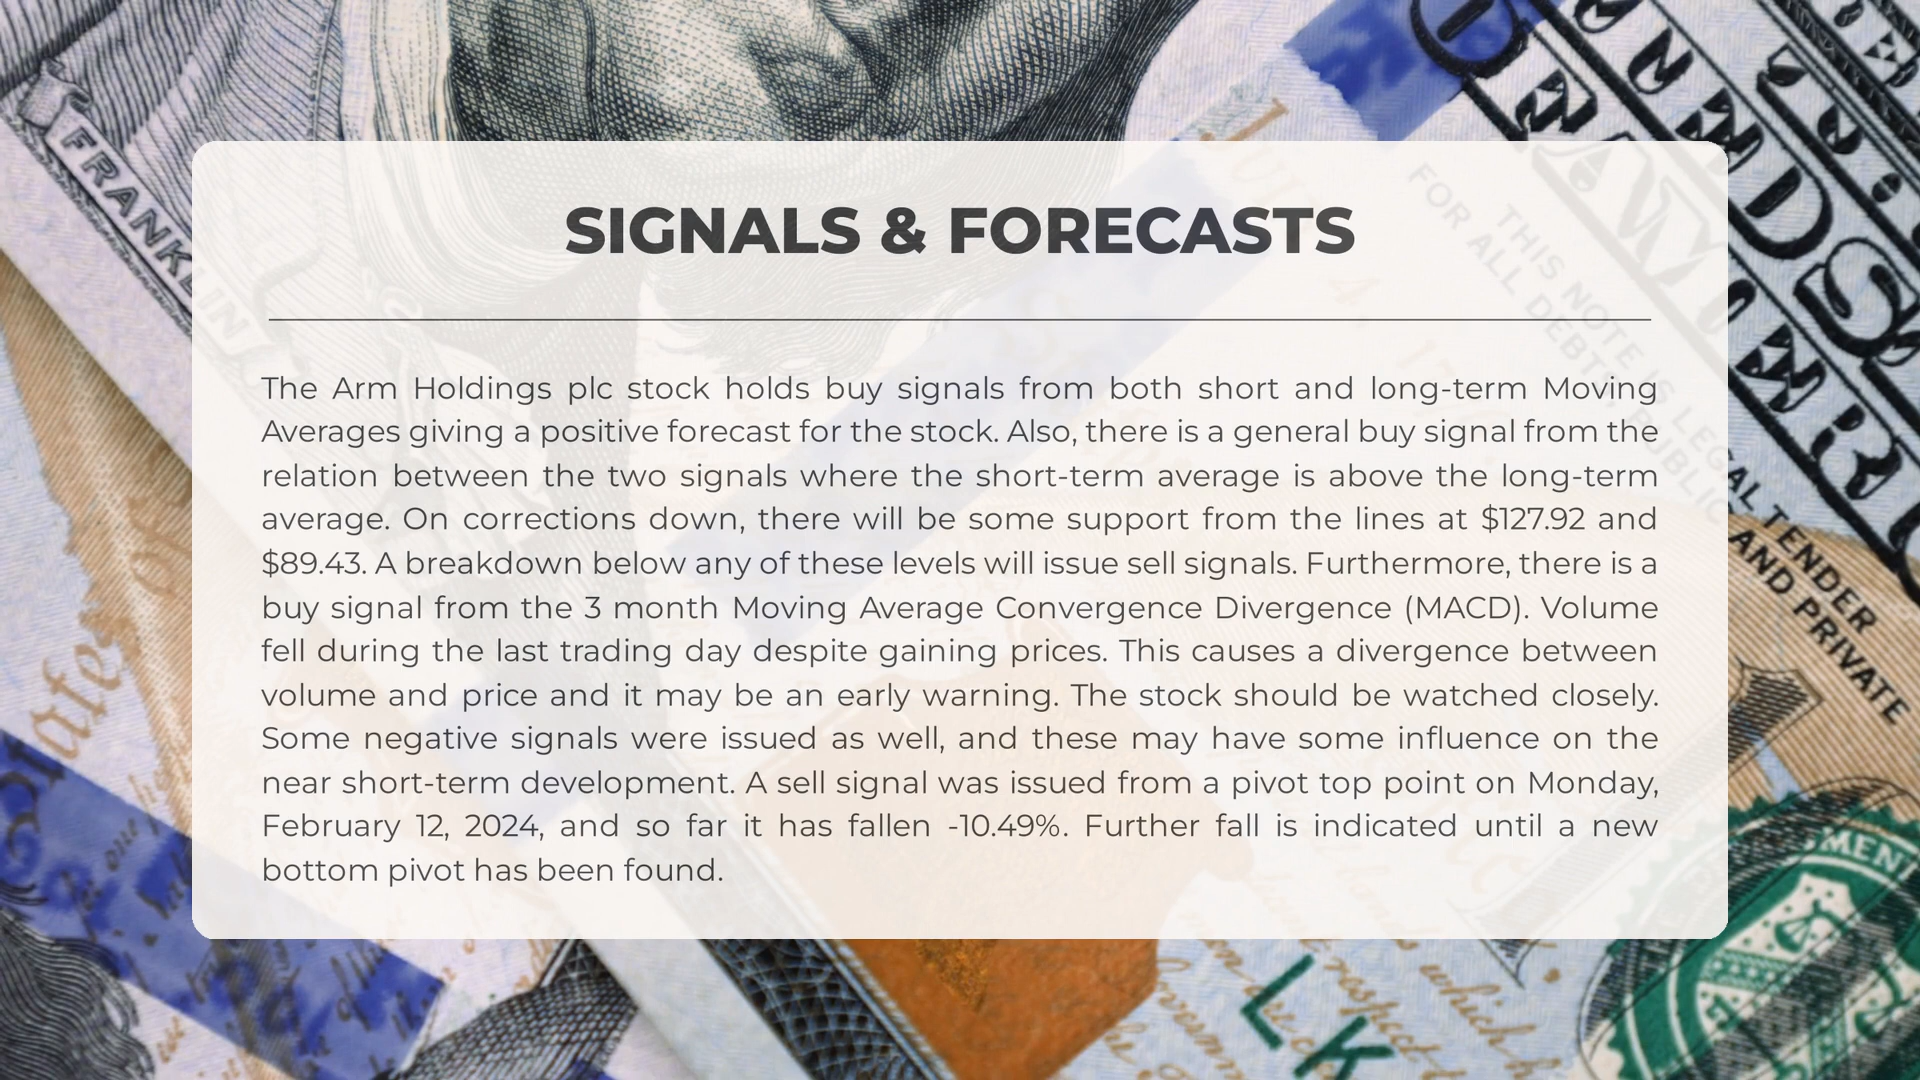 SIGNALS & FORECASTS
The Arm Holdings plc stock holds buy signals from both short and long-term Moving
Averages giving a positive forecast for the stock. Also, there is a general buy signal from the
relation between the two signals where the short-term average is above the long-term
average. On corrections down, there will be some support from the lines at $127.92 and
$89.43. A breakdown below any of these levels will issue sell signals. Furthermore, there is a
buy signal from the 3 month Moving Average Convergence Divergence (MACD). Volume
fell during the last trading day despite gaining prices. This causes a divergence between
volume and price and it may be an early warning. The stock should be watched closely.
Some negative signals were issued as well, and these may have some influence on the
near short-term development. A sell signal was issued from a pivot top point on Monday,
February 12, 2024, and so far it has fallen -10.49%. Further fall is indicated until a new
bottom pivot has been found.
FRANKLIN
THIS NOTE IS LEGAL TENDER
FOR ALL DEBTS, PUBLIC AND PRIVATE
LK